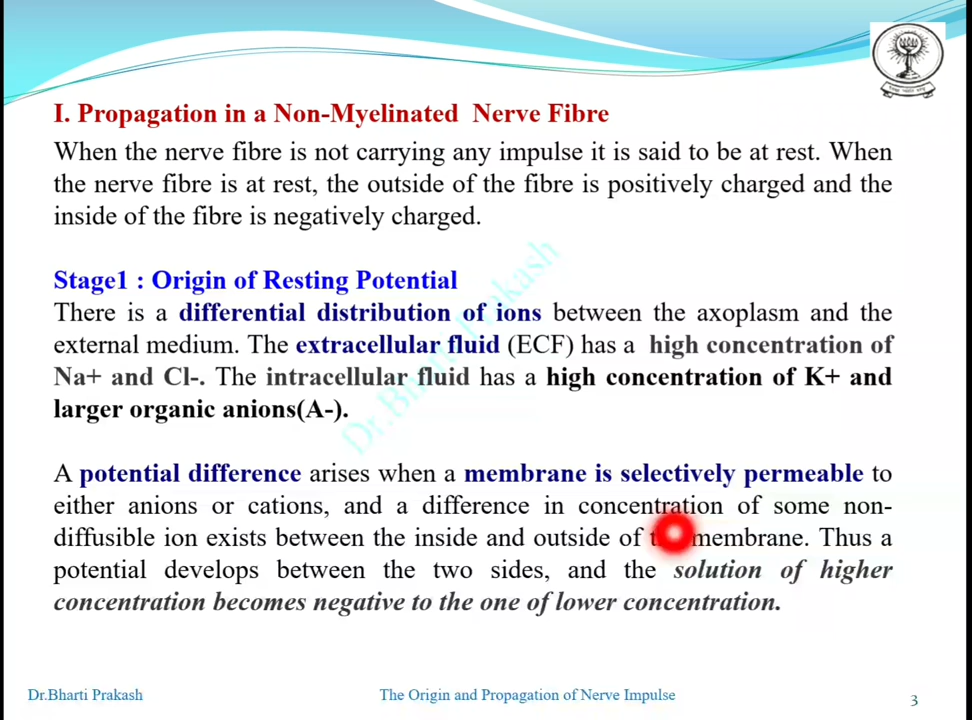 I. Propagation in a Non-Myelinated Nerve Fibre
When the nerve fibre is not carrying any impulse it is said to be at rest. When
the nerve fibre is at rest, the outside of the fibre is positively charged and the
inside of the fibre is negatively charged.
Stage1 : Origin of Resting Potential
There is a differential distribution of ions between the axoplasm and the
external medium. The extracellular fluid (ECF) has a high concentration of
Na+ and Cl-. The intracellular fluid has a high concentration of K+ and
larger organic anions(A-).
A potential difference arises when a membrane is selectively permeable to
either anions or cations, and a difference in concentration of some non-
diffusible ion exists between the inside and outside of membrane. Thus a
potential develops between the two sides, and the solution of higher
concentration becomes negative to the one of lower concentration.
Dr.Bharti Prakash
Dr.Bharti Prakash
The Origin and Propagation of Nerve Impulse
3